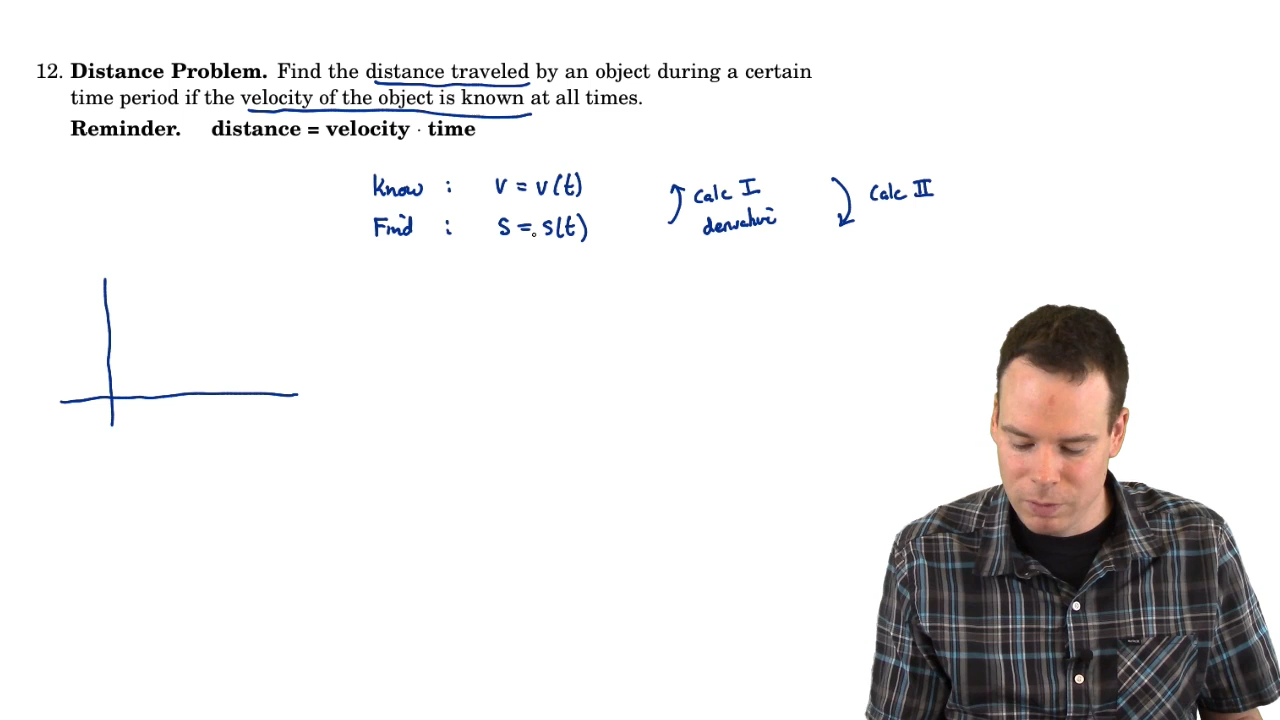 12. Distance Problem. Find the distance traveled by an object during a certain
time period if the velocity of the object is known at all times.
Reminder. distance = velocity · time
Know : v = v(t) Calc I Calc II
Find : s = s(t) derivative